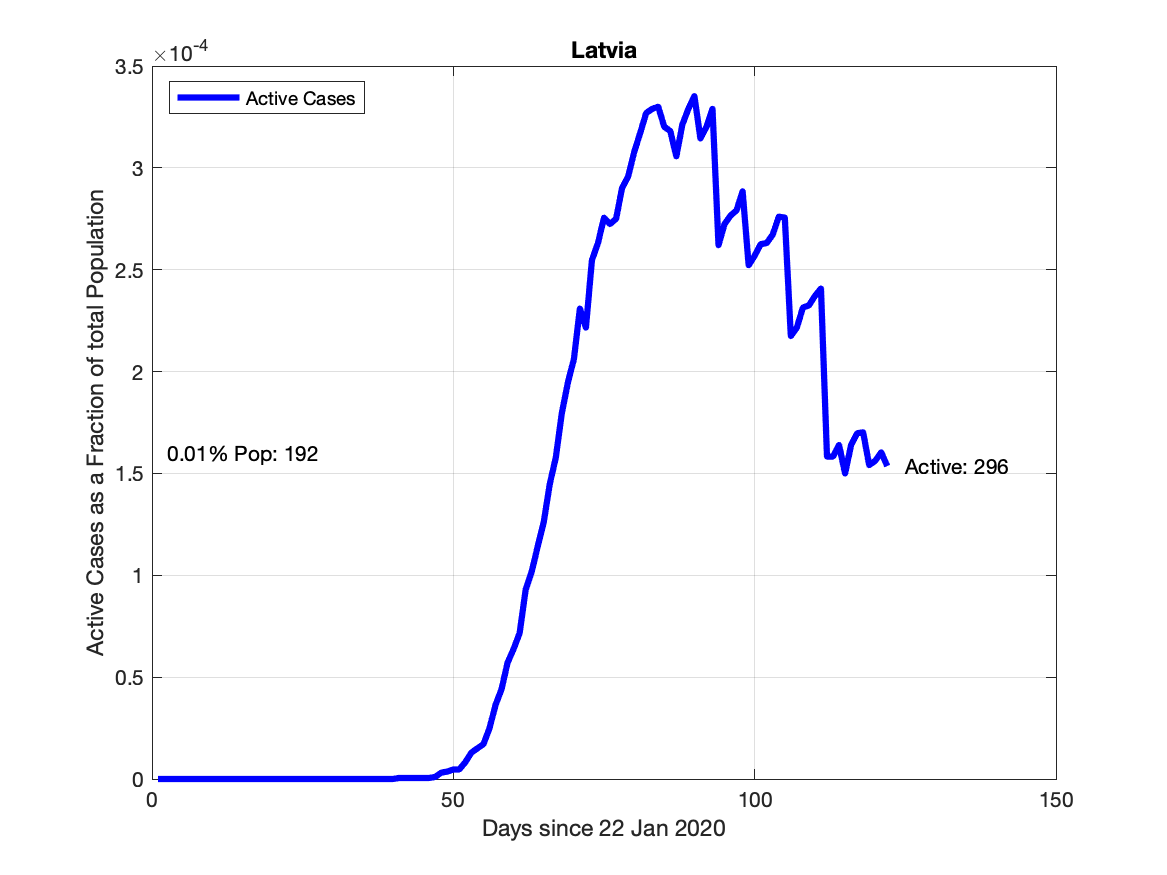 Latvia
×10⁻⁴
Active Cases
3.5
3
2.5
2
1.5
1
0.5
0
Active Cases as a Fraction of total Population
0.01% Pop: 192
Active: 296
0
50
100
150
Days since 22 Jan 2020